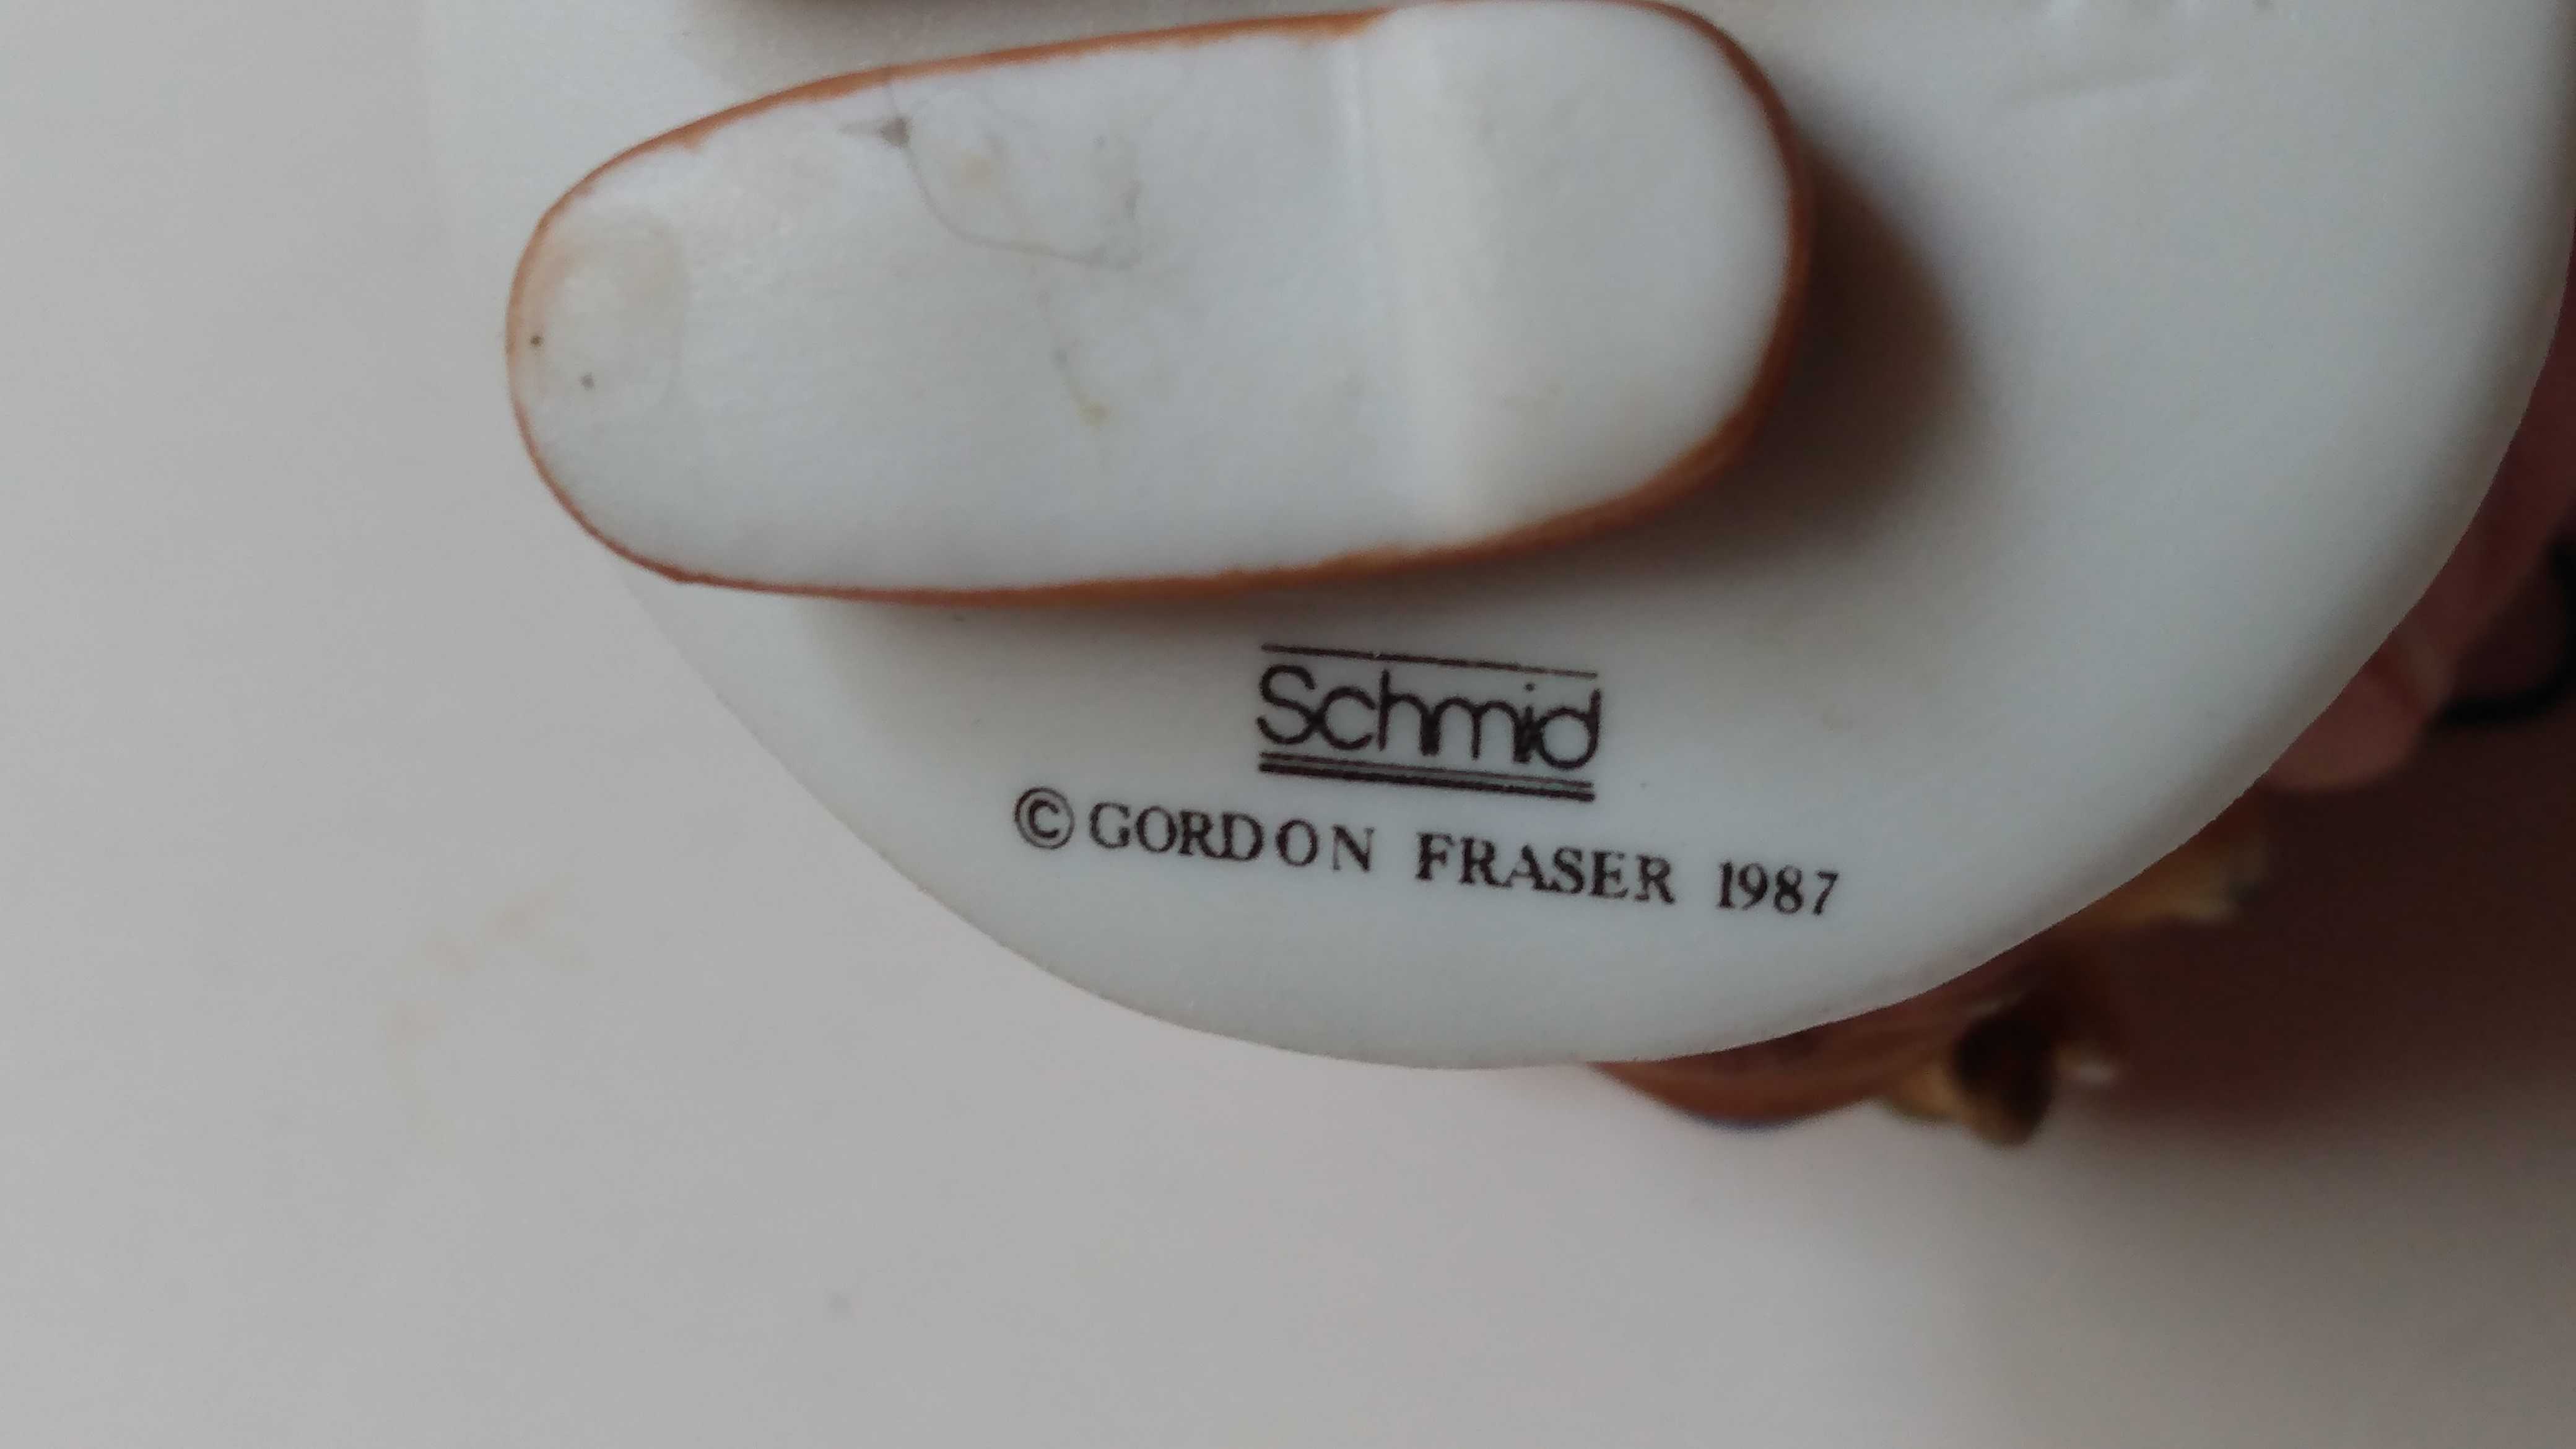 Schmid
© GORDON FRASER 1987